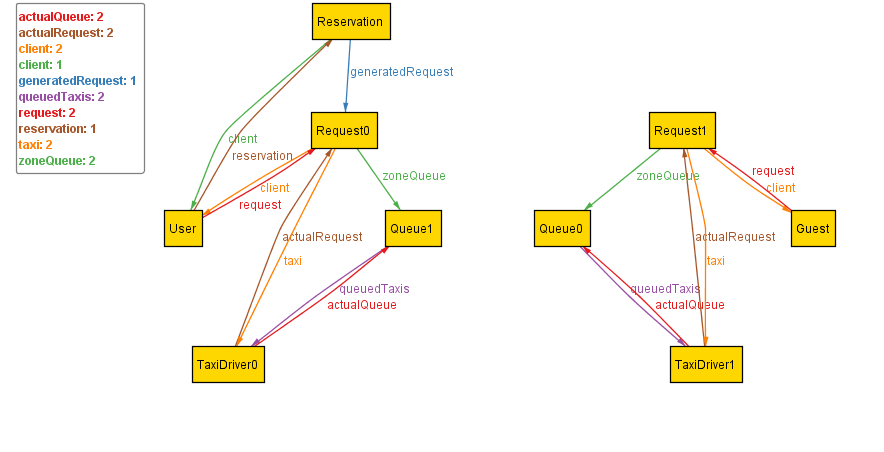 actualQueue: 2
actualRequest: 2
client: 2
client: 1
generatedRequest: 1
queuedTaxis: 2
request: 2
reservation: 1
taxi: 2
zoneQueue: 2
Reservation
generatedRequest
Request0
Request1
client
reservation
zoneQueue
client
request
zoneQueue
request
client
User
Queue1
Queue0
Guest
actualRequest
taxi
actualRequest
taxi
queuedTaxis
actualQueue
queuedTaxis
actualQueue
TaxiDriver0
TaxiDriver1